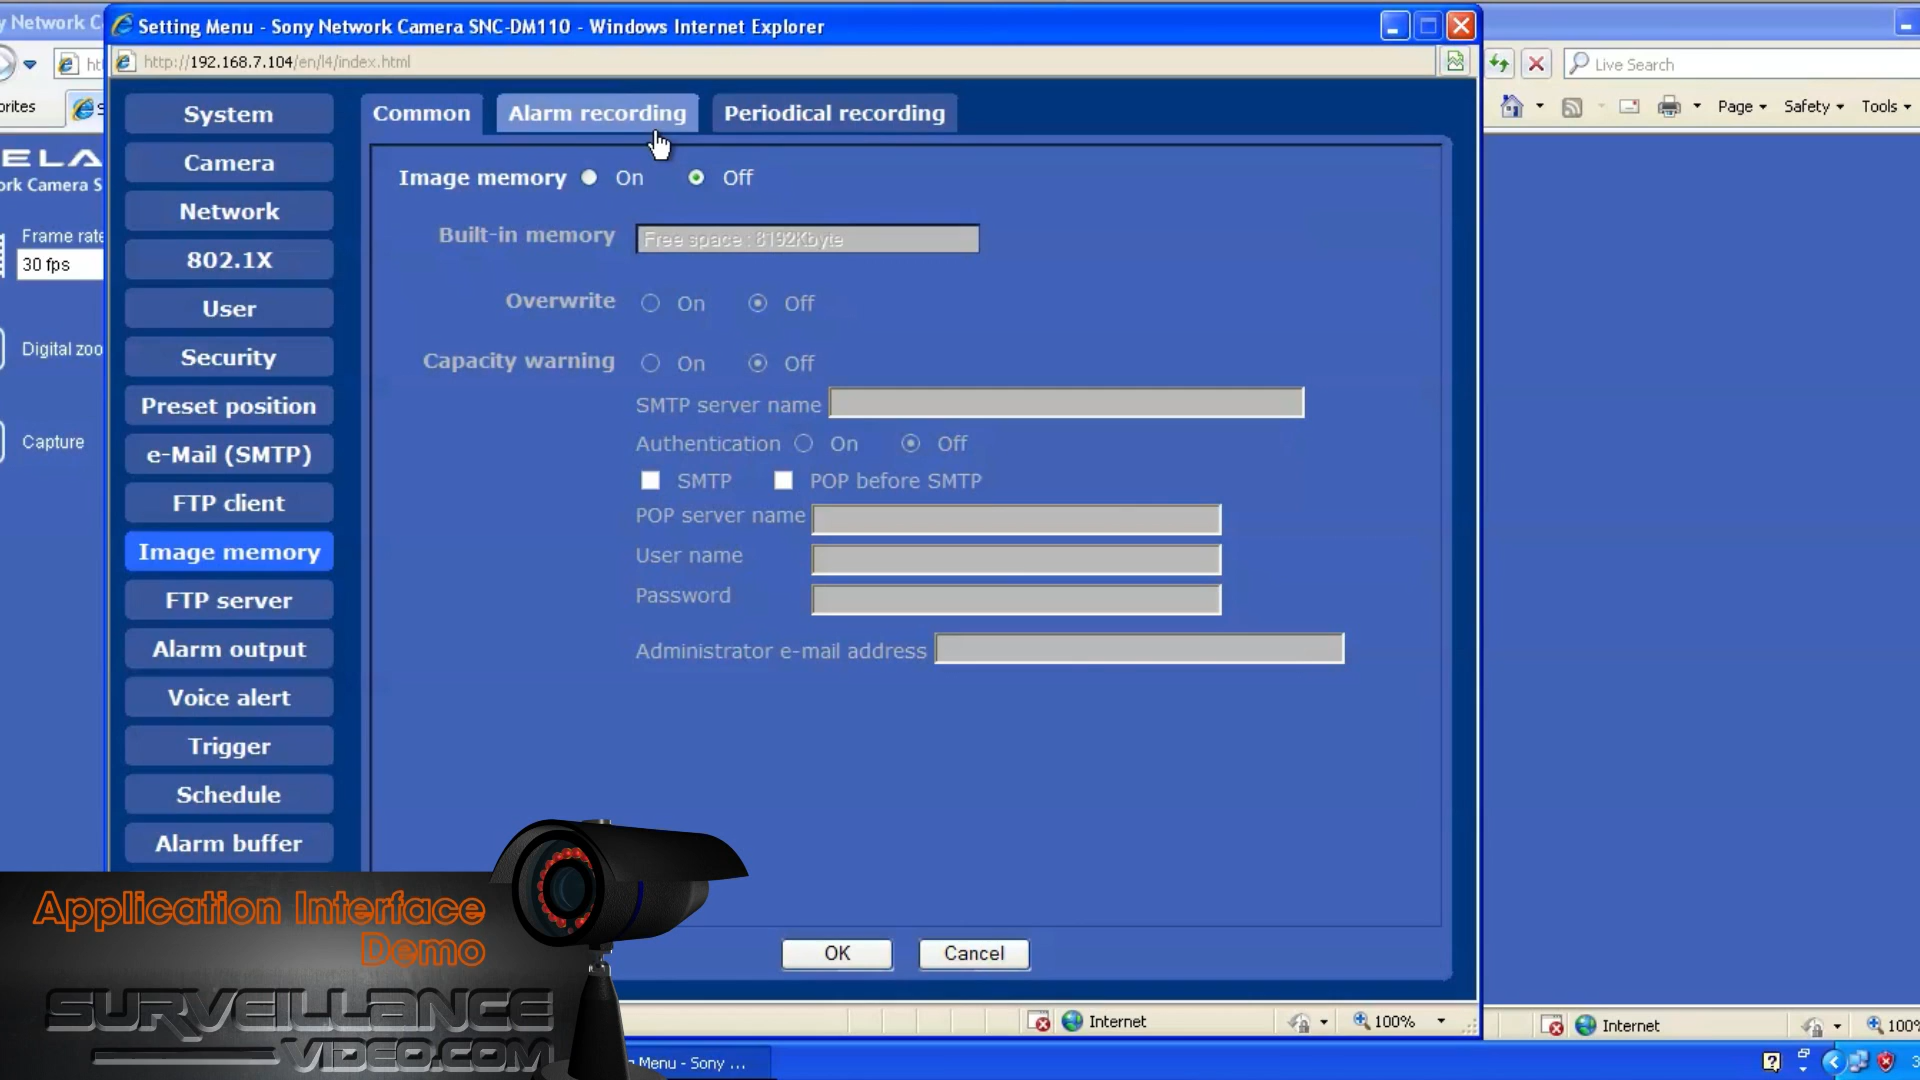 y Network C
Setting Menu - Sony Network Camera SNC-DM110 - Windows Internet Explorer
http://192.168.7.104/en/l4/index.html
Live Search
Page
Safety
Tools
ELA
ork Camera S
Frame rate
30 fps
Digital zoo
Capture
System
Camera
Network
802.1X
User
Security
Preset position
e-Mail (SMTP)
FTP client
Image memory
FTP server
Alarm output
Voice alert
Trigger
Schedule
Alarm buffer
Common Alarm recording Periodical recording
Image memory On Off
Built-in memory Free space : 8192Kbyte
Overwrite On Off
Capacity warning On Off
SMTP server name
Authentication On Off
SMTP POP before SMTP
POP server name
User name
Password
Administrator e-mail address
OK Cancel
Internet 100%
Internet 100%
Application Interface
Demo
SURVEILLANCE
VIDEO.COM
Menu - Sony ...